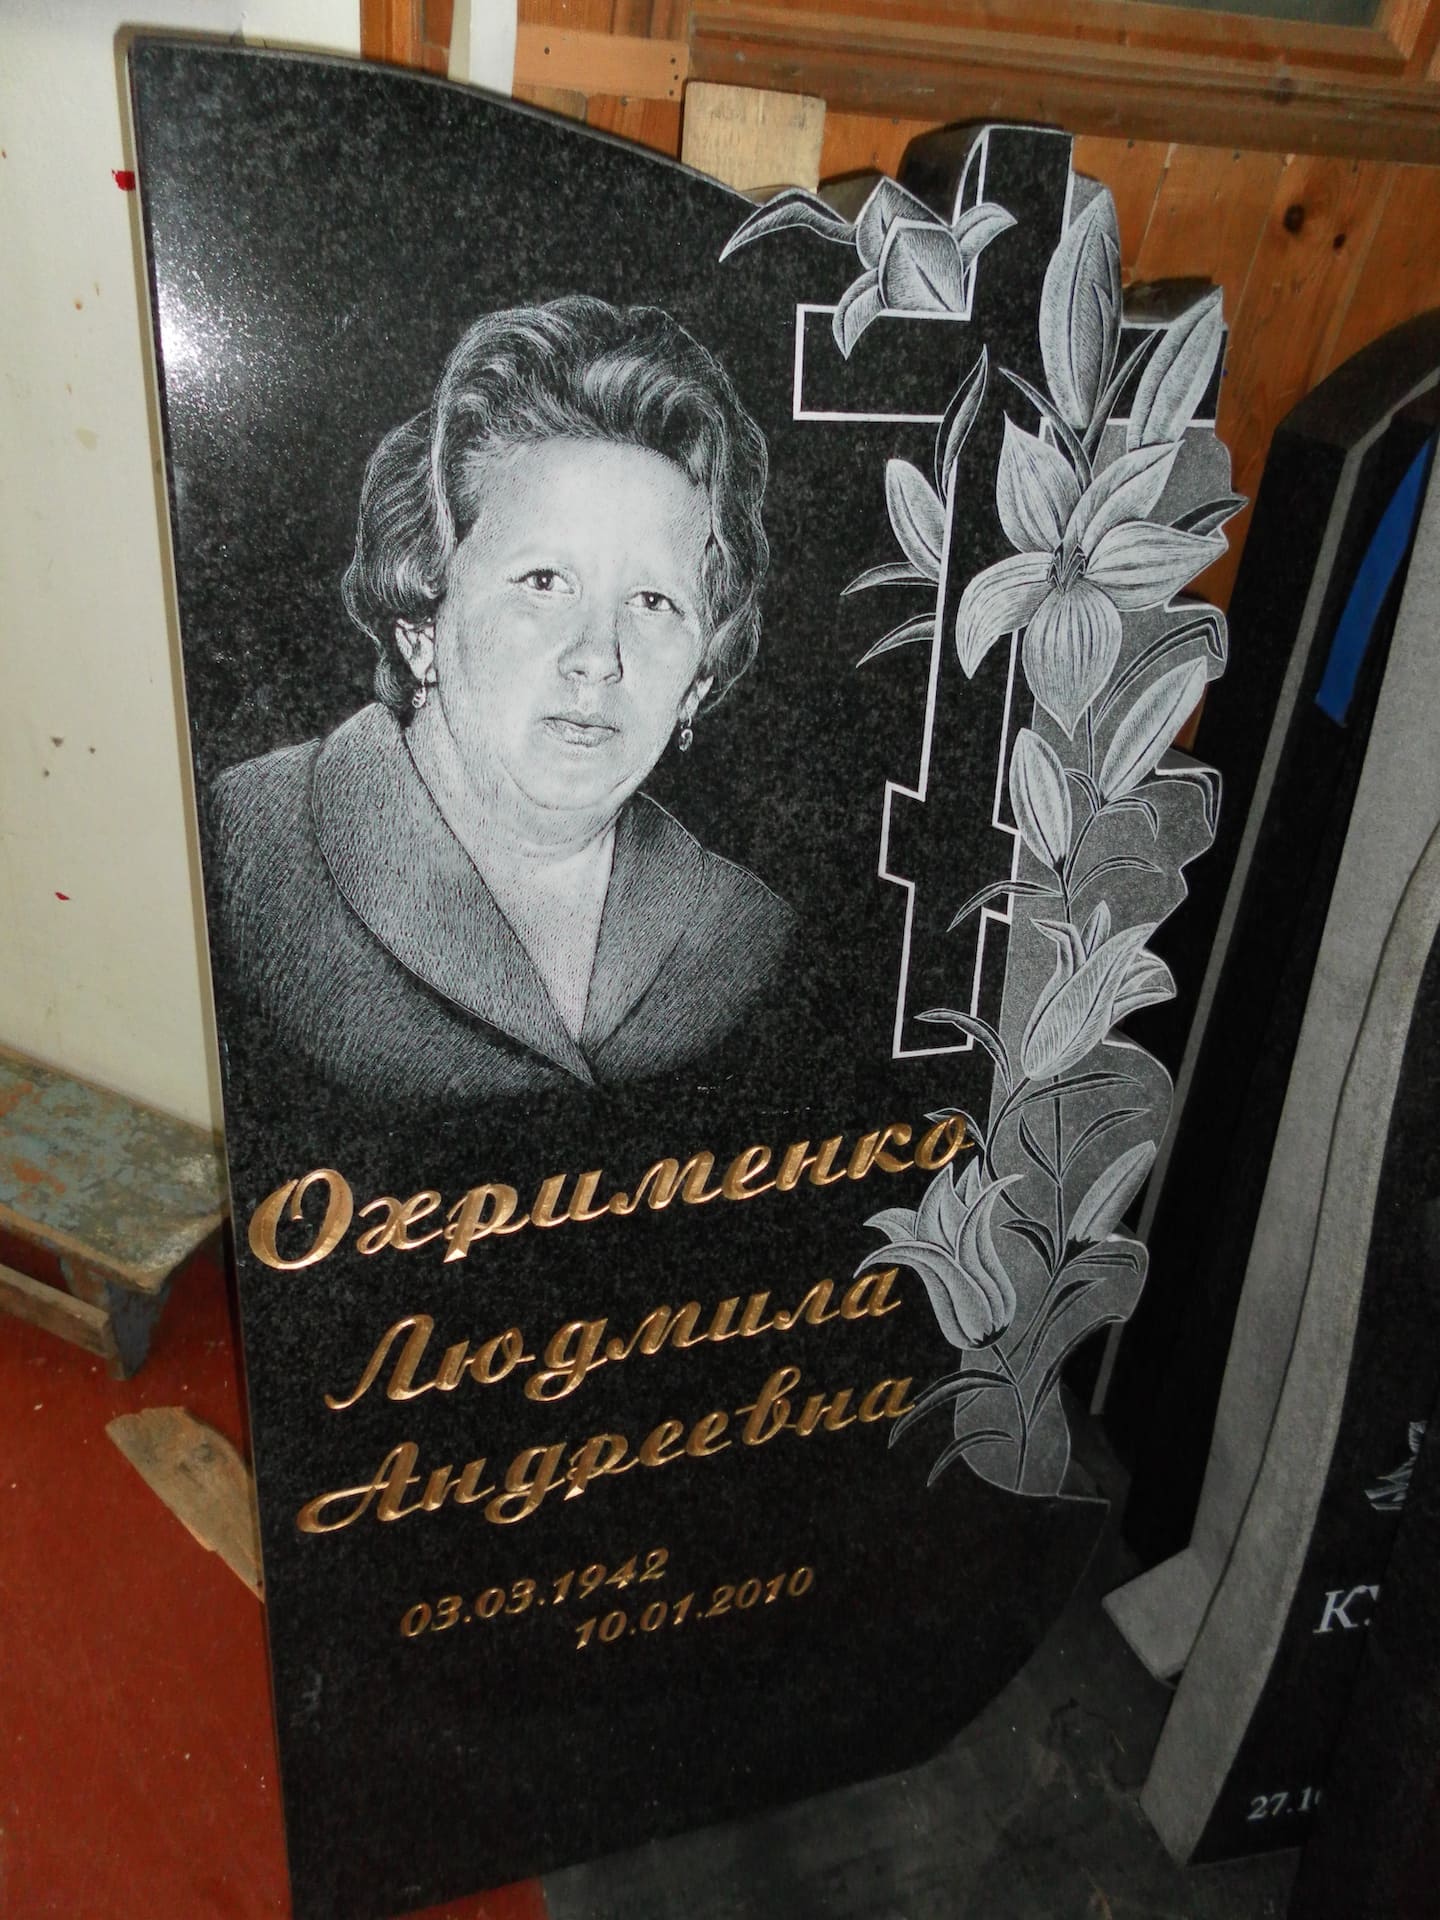 Охрименко
Людмила
Андреевна
03.03.1942
10.01.2010